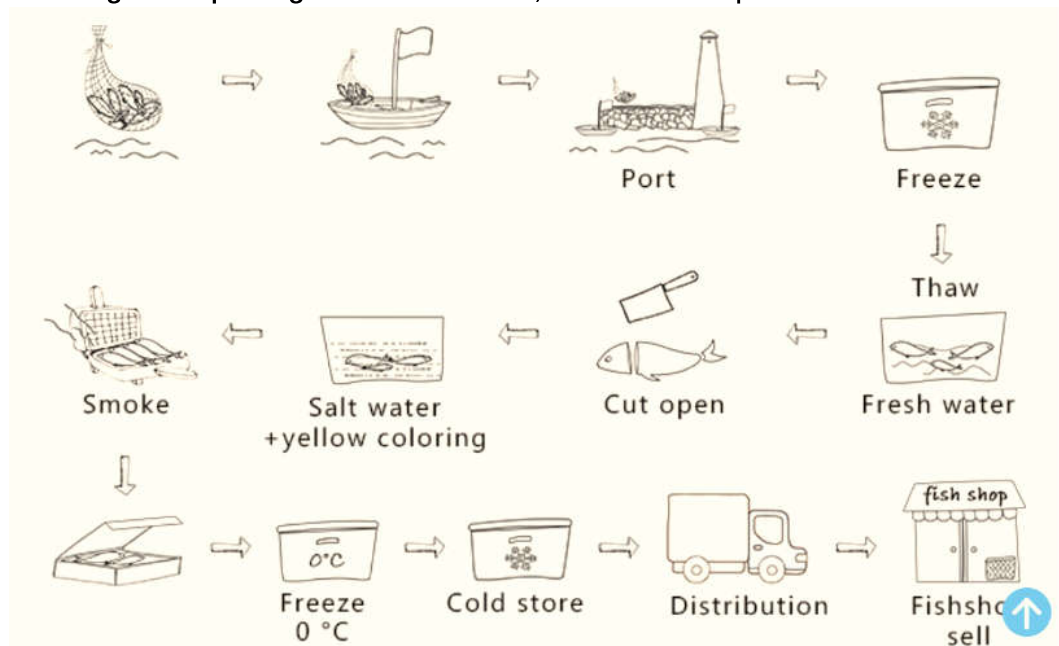 Port
Freeze
Thaw
Smoke
Salt water
+yellow coloring
Cut open
Fresh water
fish shop
0°C
Freeze
0 °C
Cold store
Distribution
sell